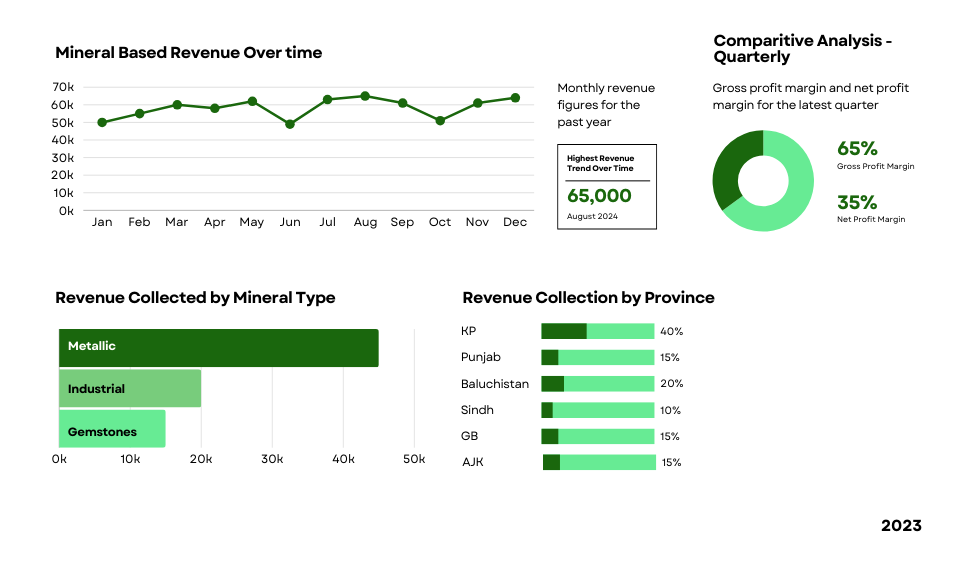 Mineral Based Revenue Over time
70k
60k
50k
40k
30k
20k
10k
0k
Jan Feb Mar Apr May Jun Jul Aug Sep Oct Nov Dec
Monthly revenue
figures for the
past year
Highest Revenue
Trend Over Time
65,000
August 2024
Comparitive Analysis -
Quarterly
Gross profit margin and net profit
margin for the latest quarter
65%
Gross Profit Margin
35%
Net Profit Margin
Revenue Collected by Mineral Type
Metallic
Industrial
Gemstones
0k 10k 20k 30k 40k 50k
Revenue Collection by Province
KP 40%
Punjab 15%
Baluchistan 20%
Sindh 10%
GB 15%
AJK 15%
2023